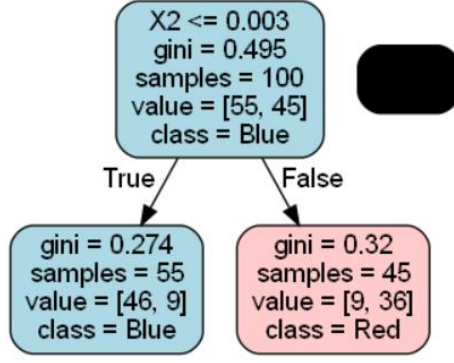 X2 <= 0.003
gini = 0.495
samples = 100
value = [55, 45]
class = Blue
True
False
gini = 0.274
samples = 55
value = [46, 9]
class = Blue
gini = 0.32
samples = 45
value = [9, 36]
class = Red